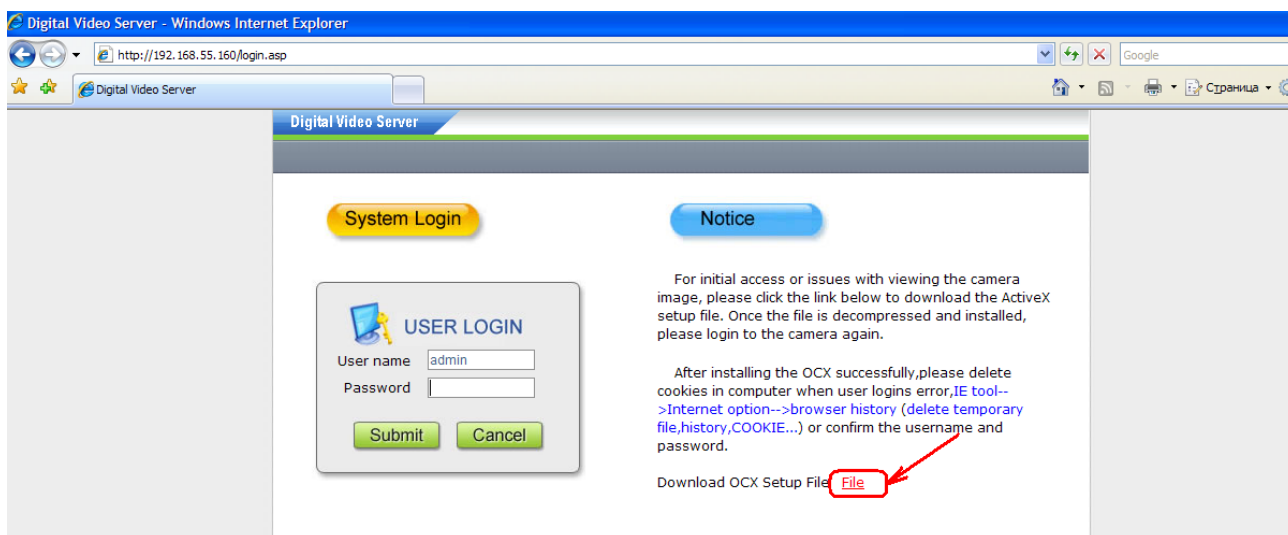 Digital Video Server - Windows Internet Explorer
http://192.168.55.160/login.asp
Google
Digital Video Server
Страница
Digital Video Server
System Login
USER LOGIN
User name admin
Password
Submit Cancel
Notice
For initial access or issues with viewing the camera
image, please click the link below to download the ActiveX
setup file. Once the file is decompressed and installed,
please login to the camera again.
After installing the OCX successfully,please delete
cookies in computer when user logins error,IE tool--
>Internet option-->browser history (delete temporary
file,history,COOKIE...) or confirm the username and
password.
Download OCX Setup File File